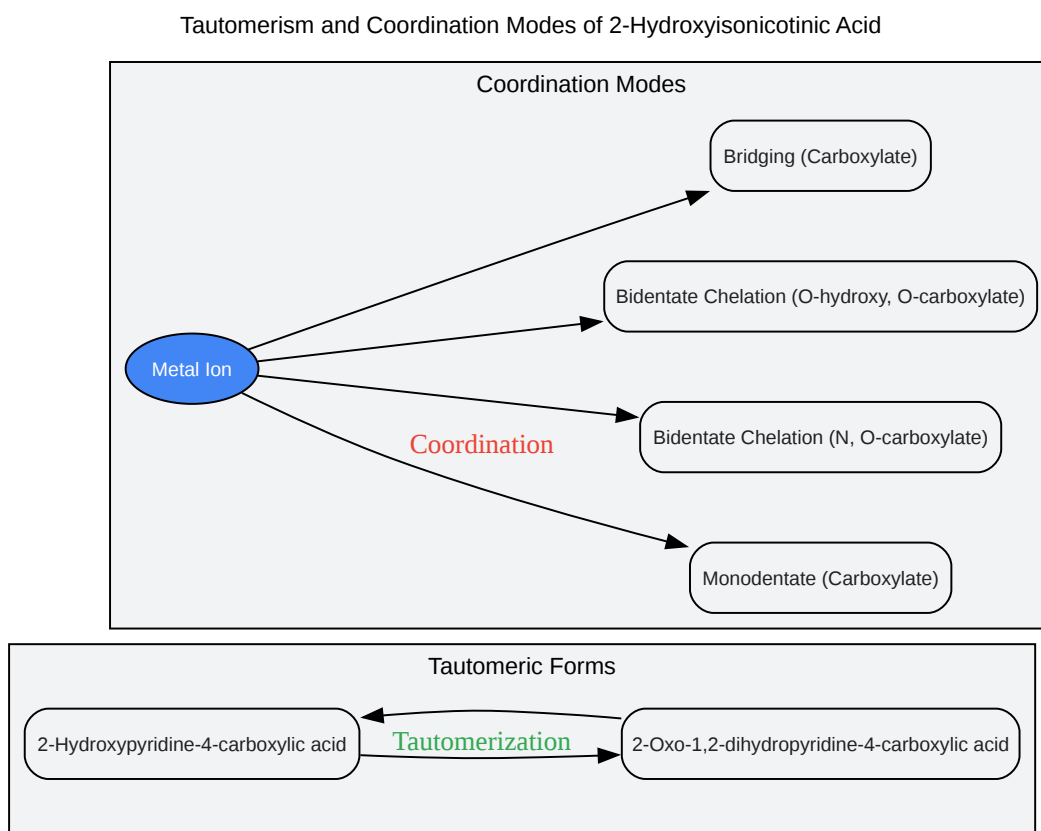 Tautomerism and Coordination Modes of 2-Hydroxyisonicotinic Acid
Coordination Modes
Bridging (Carboxylate)
Bidentate Chelation (O-hydroxy, O-carboxylate)
Metal Ion
Bidentate Chelation (N, O-carboxylate)
Coordination
Monodentate (Carboxylate)
Tautomeric Forms
2-Hydroxypyridine-4-carboxylic acid
Tautomerization
2-Oxo-1,2-dihydropyridine-4-carboxylic acid